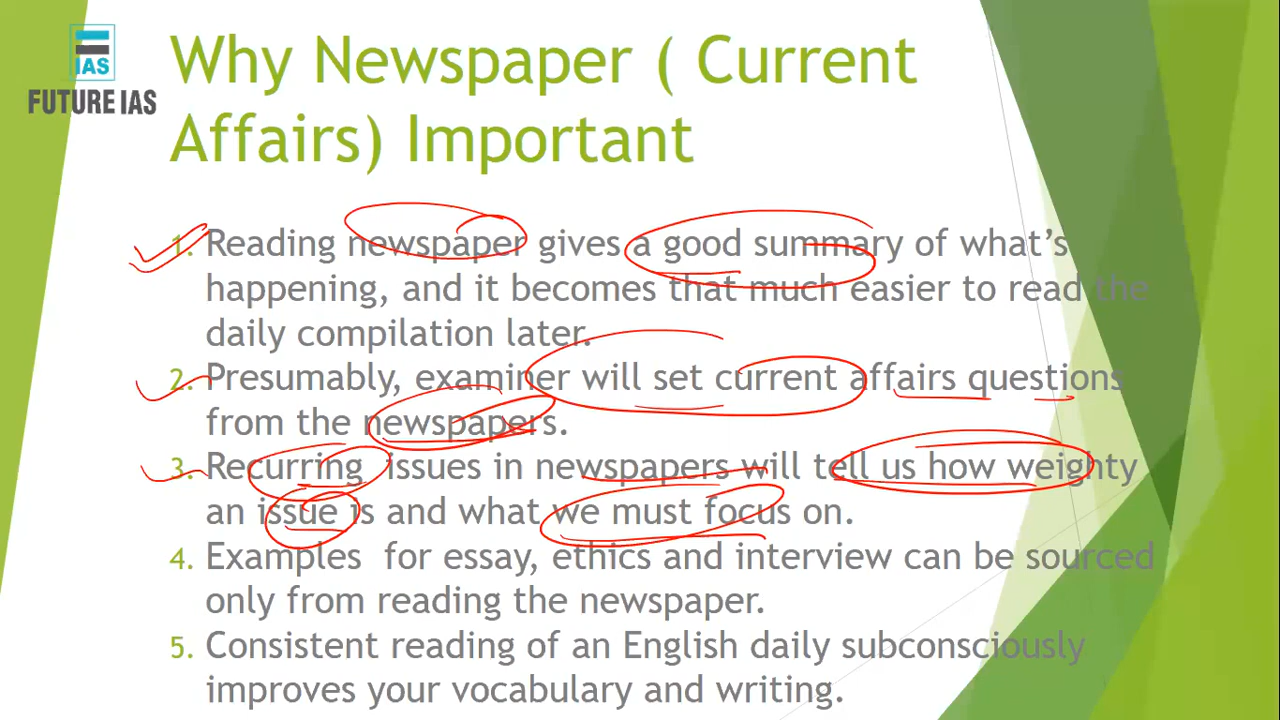 IAS
FUTURE IAS
Why Newspaper ( Current
Affairs) Important
1. Reading newspaper gives a good summary of what's
happening, and it becomes that much easier to read the
daily compilation later.
2. Presumably, examiner will set current affairs questions
from the newspapers.
3. Recurring issues in newspapers will tell us how weighty
an issue is and what we must focus on.
4. Examples for essay, ethics and interview can be sourced
only from reading the newspaper.
5. Consistent reading of an English daily subconsciously
improves your vocabulary and writing.